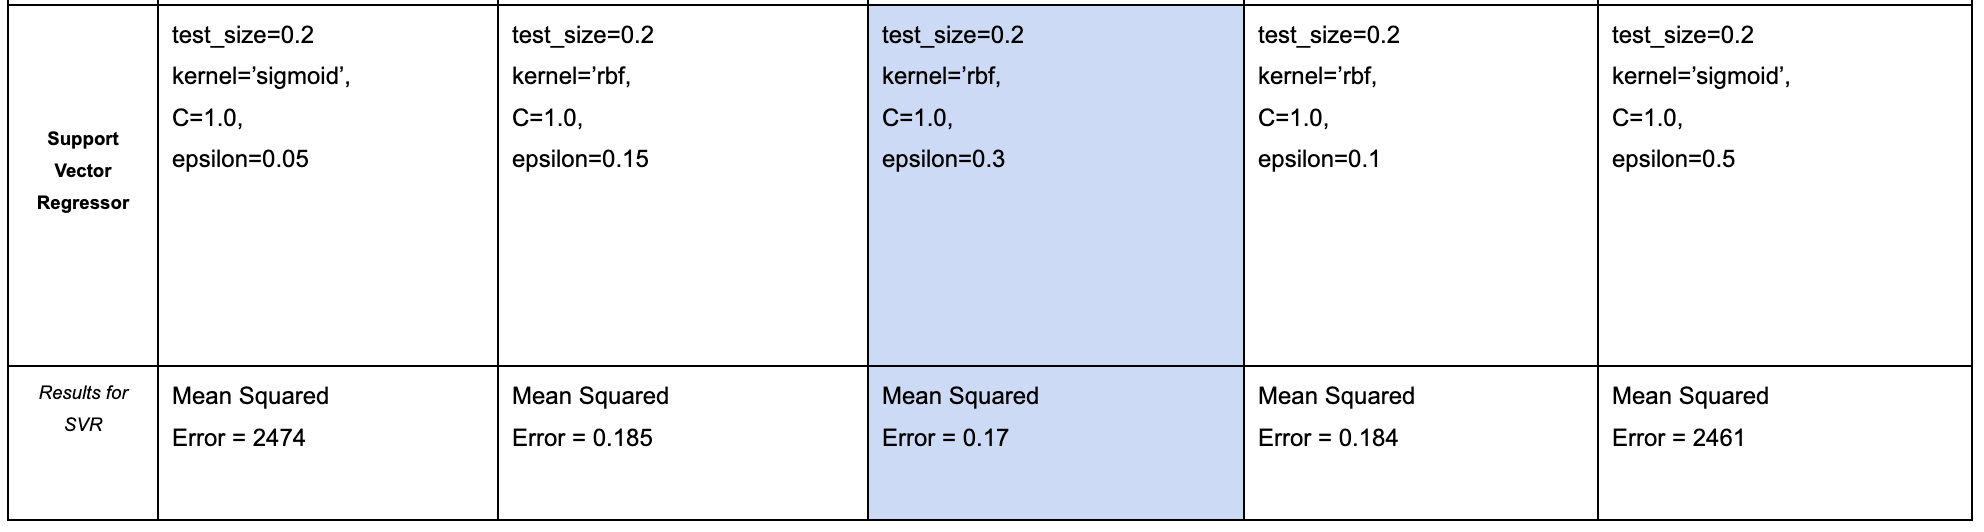 Support
Vector
Regressor
test_size=0.2
kernel=’sigmoid’,
C=1.0,
epsilon=0.05
test_size=0.2
kernel=’rbf,
C=1.0,
epsilon=0.15
test_size=0.2
kernel=’rbf,
C=1.0,
epsilon=0.3
test_size=0.2
kernel=’rbf,
C=1.0,
epsilon=0.1
test_size=0.2
kernel=’sigmoid’,
C=1.0,
epsilon=0.5
Results for
SVR
Mean Squared
Error = 2474
Mean Squared
Error = 0.185
Mean Squared
Error = 0.17
Mean Squared
Error = 0.184
Mean Squared
Error = 2461